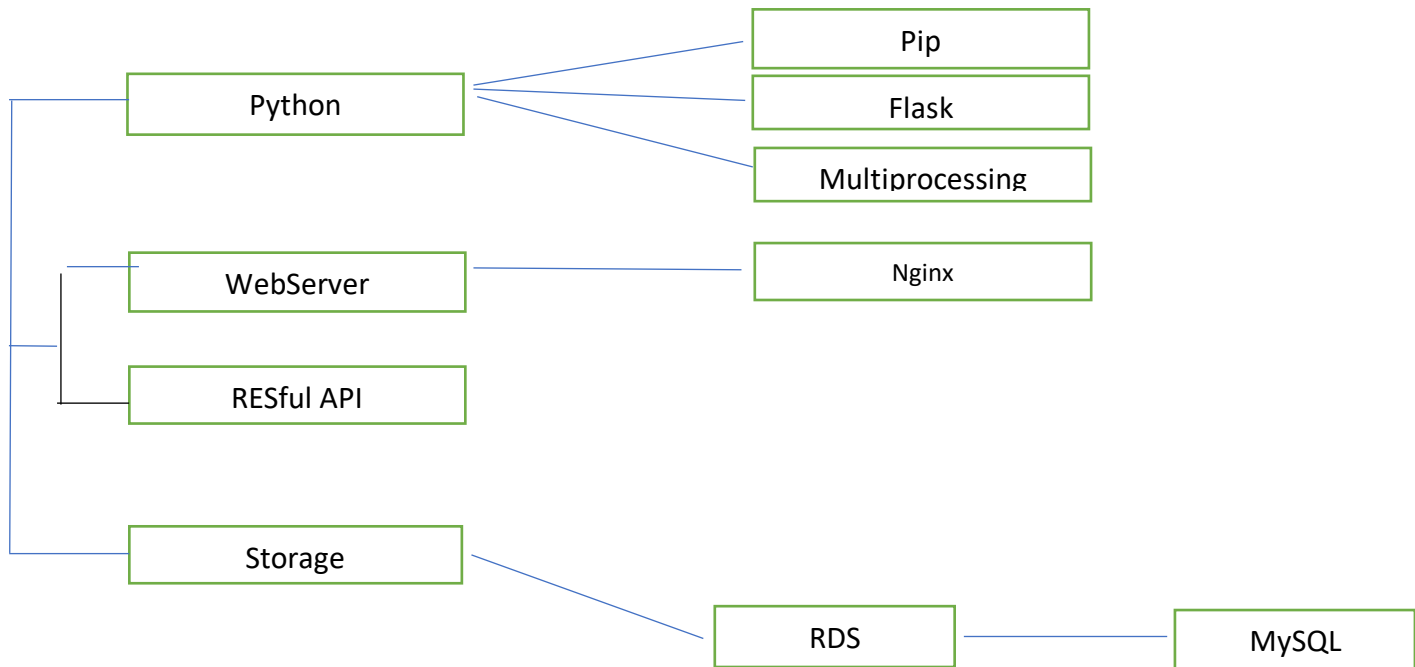 Pip
Python
Flask
Multiprocessing
WebServer
Nginx
RESful API
Storage
RDS
MySQL